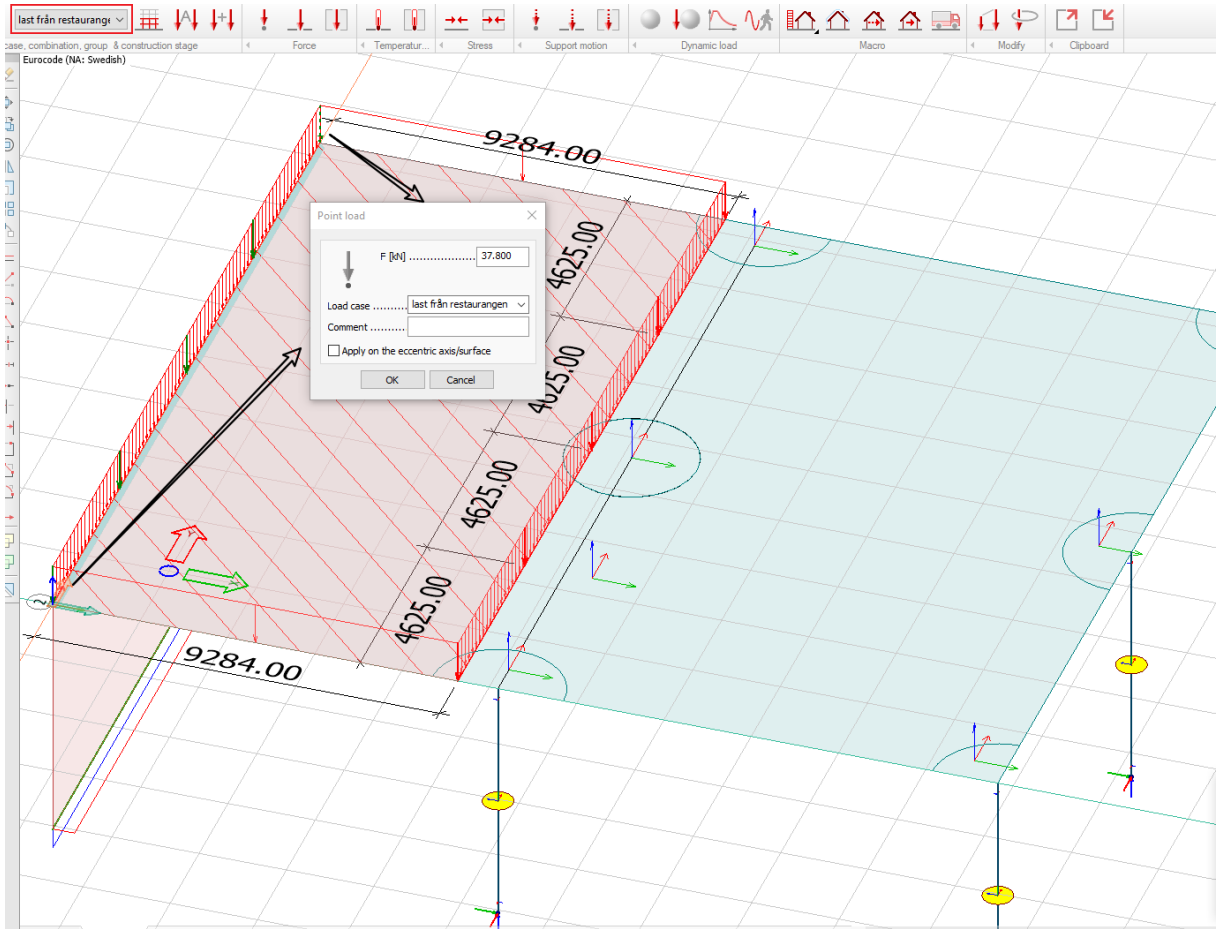 last från restaurange
case, combination, group & construction stage
Force
Temperatur...
Stress
Support motion
Dynamic load
Macro
Modify
Clipboard
Eurocode (NA: Swedish)
9284.00
Point load
F [kN] ................... 37.800
Load case .......... last från restaurangen
Comment ..........
Apply on the eccentric axis/surface
OK Cancel
4625.00
4625.00
4625.00
4625.00
9284.00
2